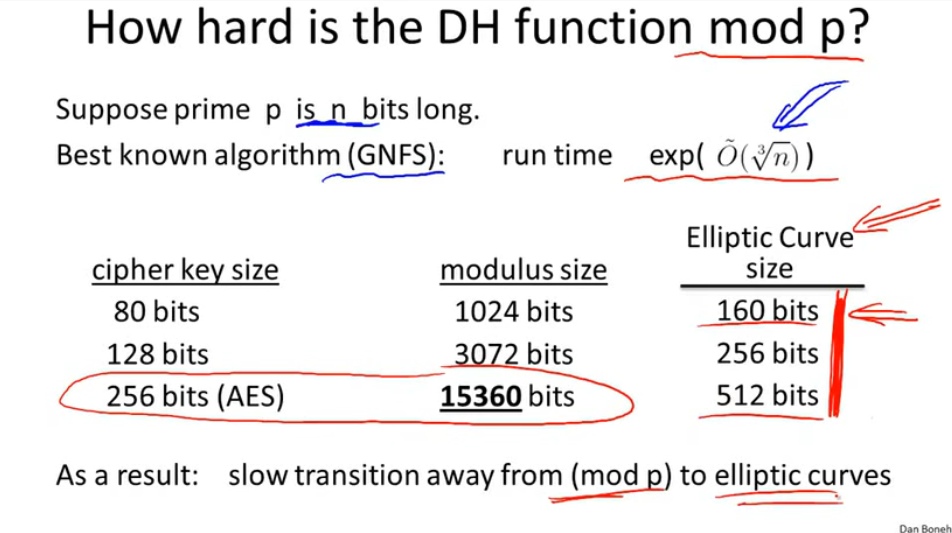 How hard is the DH function mod p?
Suppose prime p is n bits long.
Best known algorithm (GNFS): run time exp( Õ(∛n) )
Elliptic Curve
cipher key size modulus size size
80 bits 1024 bits 160 bits
128 bits 3072 bits 256 bits
256 bits (AES) 15360 bits 512 bits
As a result: slow transition away from (mod p) to elliptic curves
Dan Boneh